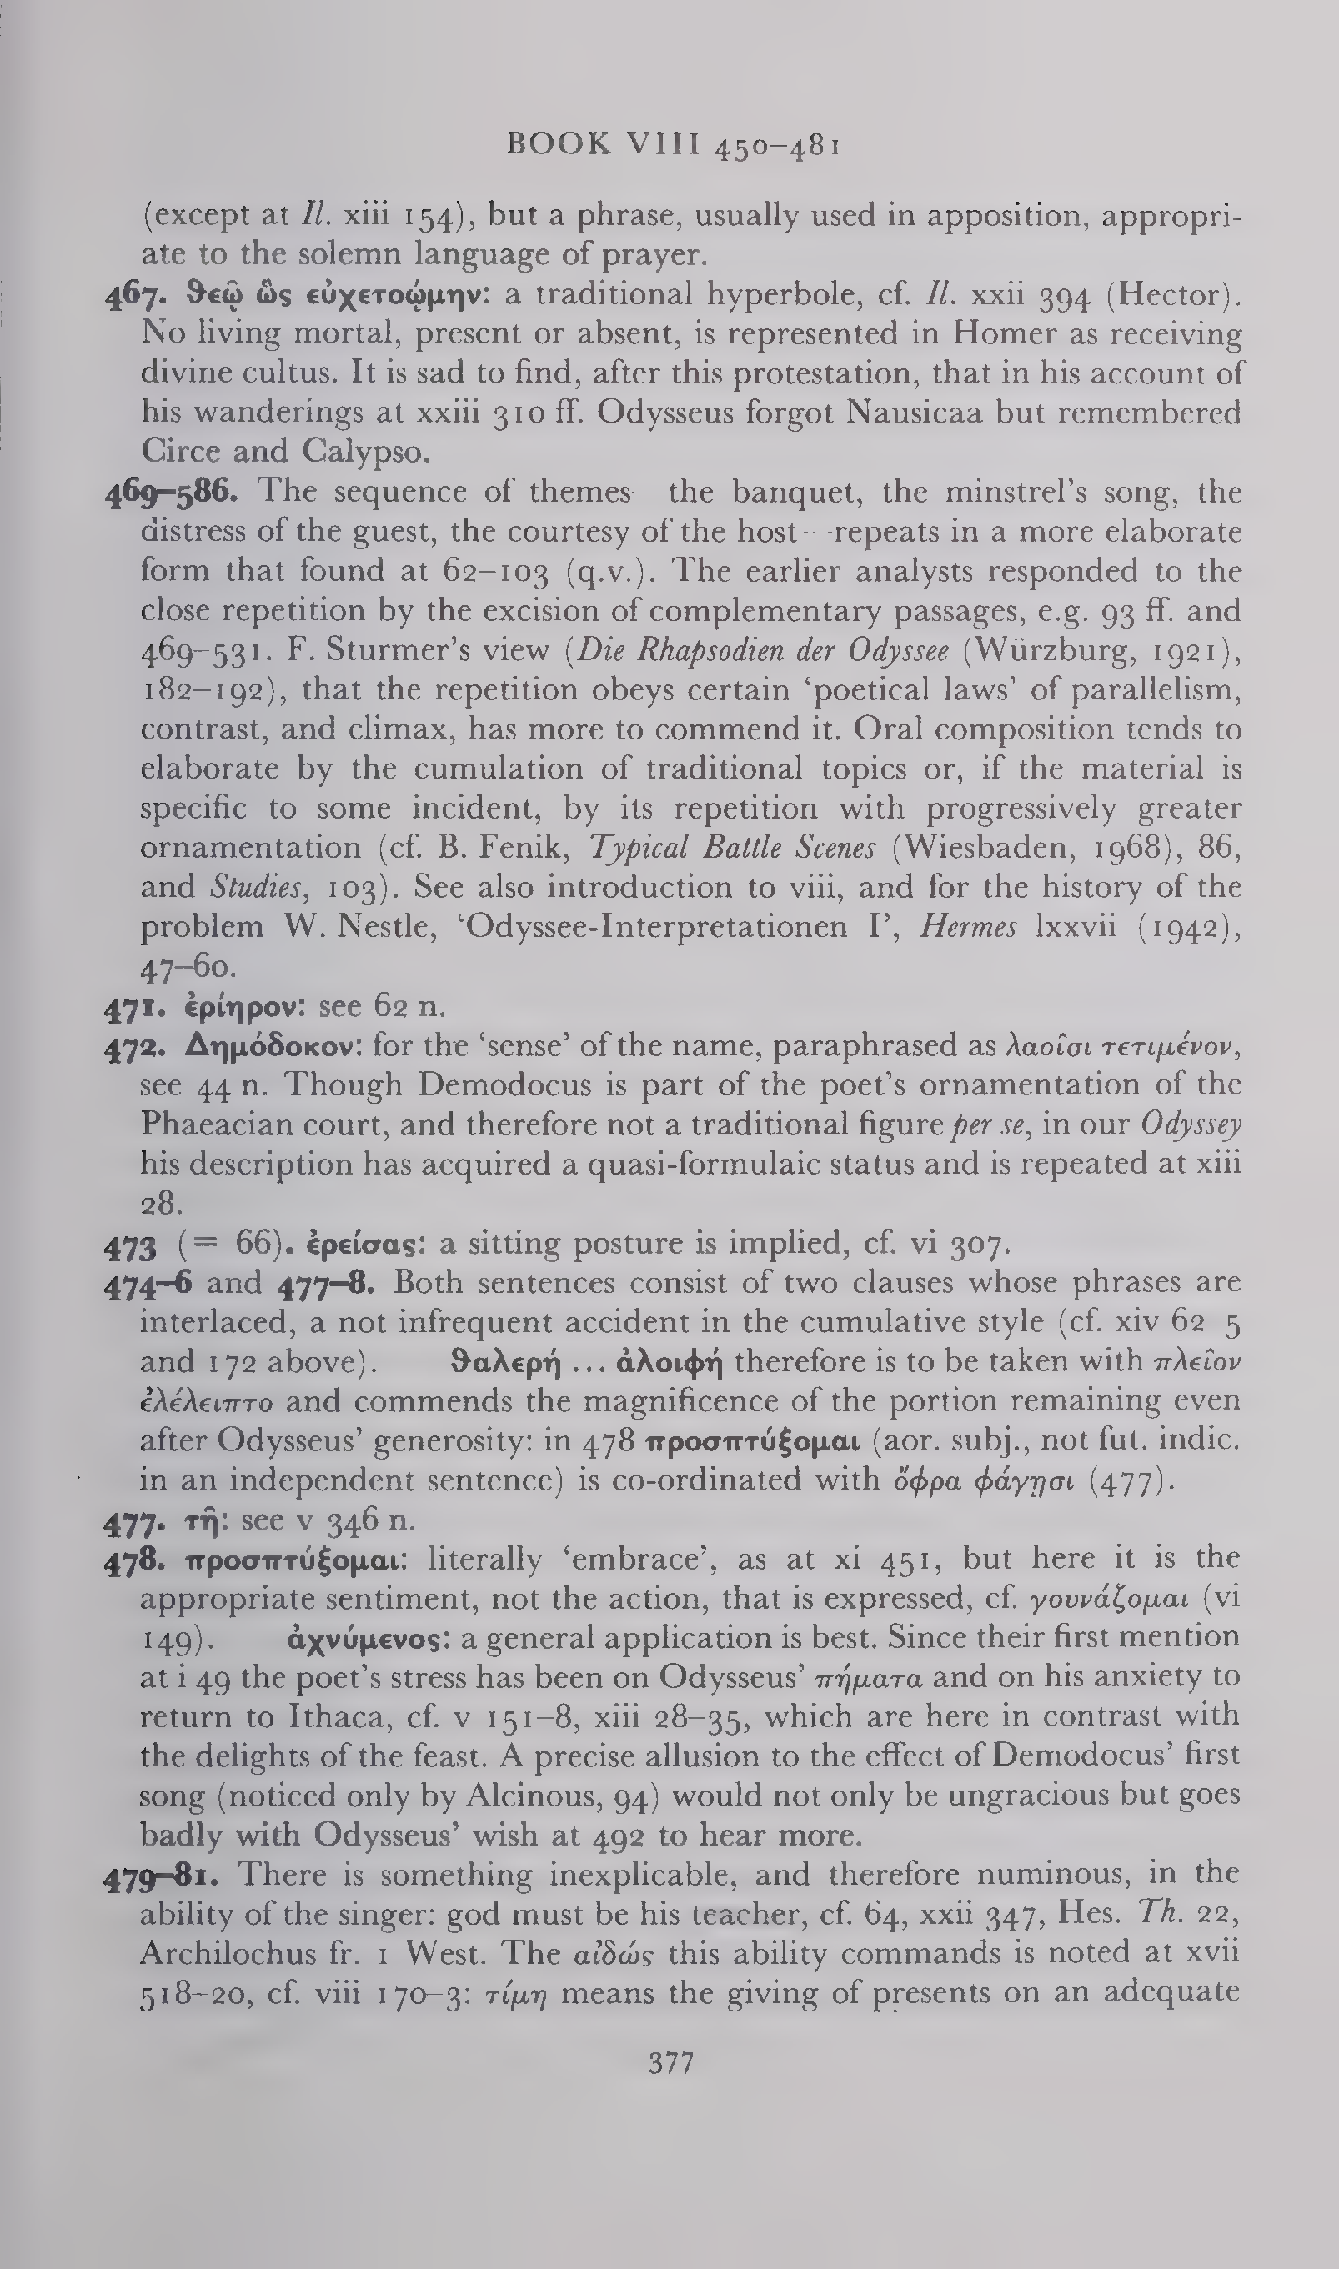 BOOK VIII 450–481
(except at Il. xiii 154), but a phrase, usually used in apposition, appropri-
ate to the solemn language of prayer.
467. θεῷ ὣς εὐχετοῴμην: a traditional hyperbole, cf. Il. xxii 394 (Hector).
No living mortal, present or absent, is represented in Homer as receiving
divine cultus. It is sad to find, after this protestation, that in his account of
his wanderings at xxiii 310 ff. Odysseus forgot Nausicaa but remembered
Circe and Calypso.
469–586. The sequence of themes the banquet, the minstrel's song, the
distress of the guest, the courtesy of the host – -repeats in a more elaborate
form that found at 62–103 (q.v.). The earlier analysts responded to the
close repetition by the excision of complementary passages, e.g. 93 ff. and
469–531. F. Sturmer's view (Die Rhapsodien der Odyssee (Würzburg, 1921),
182–192), that the repetition obeys certain ‘poetical laws’ of parallelism,
contrast, and climax, has more to commend it. Oral composition tends to
elaborate by the cumulation of traditional topics or, if the material is
specific to some incident, by its repetition with progressively greater
ornamentation (cf. B. Fenik, Typical Battle Scenes (Wiesbaden, 1968), 86,
and Studies, 103). See also introduction to viii, and for the history of the
problem W. Nestle, ‘Odyssee-Interpretationen I’, Hermes lxxvii (1942),
47–60.
471. ἐρίηρον: see 62 n.
472. Δημόδοκον: for the ‘sense’ of the name, paraphrased as λαοῖσι τετιμένον,
see 44 n. Though Demodocus is part of the poet's ornamentation of the
Phaeacian court, and therefore not a traditional figure per se, in our Odyssey
his description has acquired a quasi-formulaic status and is repeated at xiii
28.
473 (= 66). ἐρείσας: a sitting posture is implied, cf. vi 307.
474–6 and 477–8. Both sentences consist of two clauses whose phrases are
interlaced, a not infrequent accident in the cumulative style (cf. xiv 62 5
and 172 above). θαλερὴ ... ἀλοιφή therefore is to be taken with πλεῖον
ἐλέλειπτο and commends the magnificence of the portion remaining even
after Odysseus’ generosity: in 478 προσπτύξομαι (aor. subj., not fut. indic.
in an independent sentence) is co-ordinated with ὄφρα φάγῃσι (477).
477. τῆ: see v 346 n.
478. προσπτύξομαι: literally ‘embrace’, as at xi 451, but here it is the
appropriate sentiment, not the action, that is expressed, cf. γουνάζομαι (vi
149). ἀχνύμενος: a general application is best. Since their first mention
at i 49 the poet's stress has been on Odysseus’ πήματα and on his anxiety to
return to Ithaca, cf. v 151–8, xiii 28–35, which are here in contrast with
the delights of the feast. A precise allusion to the effect of Demodocus’ first
song (noticed only by Alcinous, 94) would not only be ungracious but goes
badly with Odysseus’ wish at 492 to hear more.
479–81. There is something inexplicable, and therefore numinous, in the
ability of the singer: god must be his teacher, cf. 64, xxii 347, Hes. Th. 22,
Archilochus fr. 1 West. The αἰδώς this ability commands is noted at xvii
518–20, cf. viii 170–3: τίμη means the giving of presents on an adequate
377